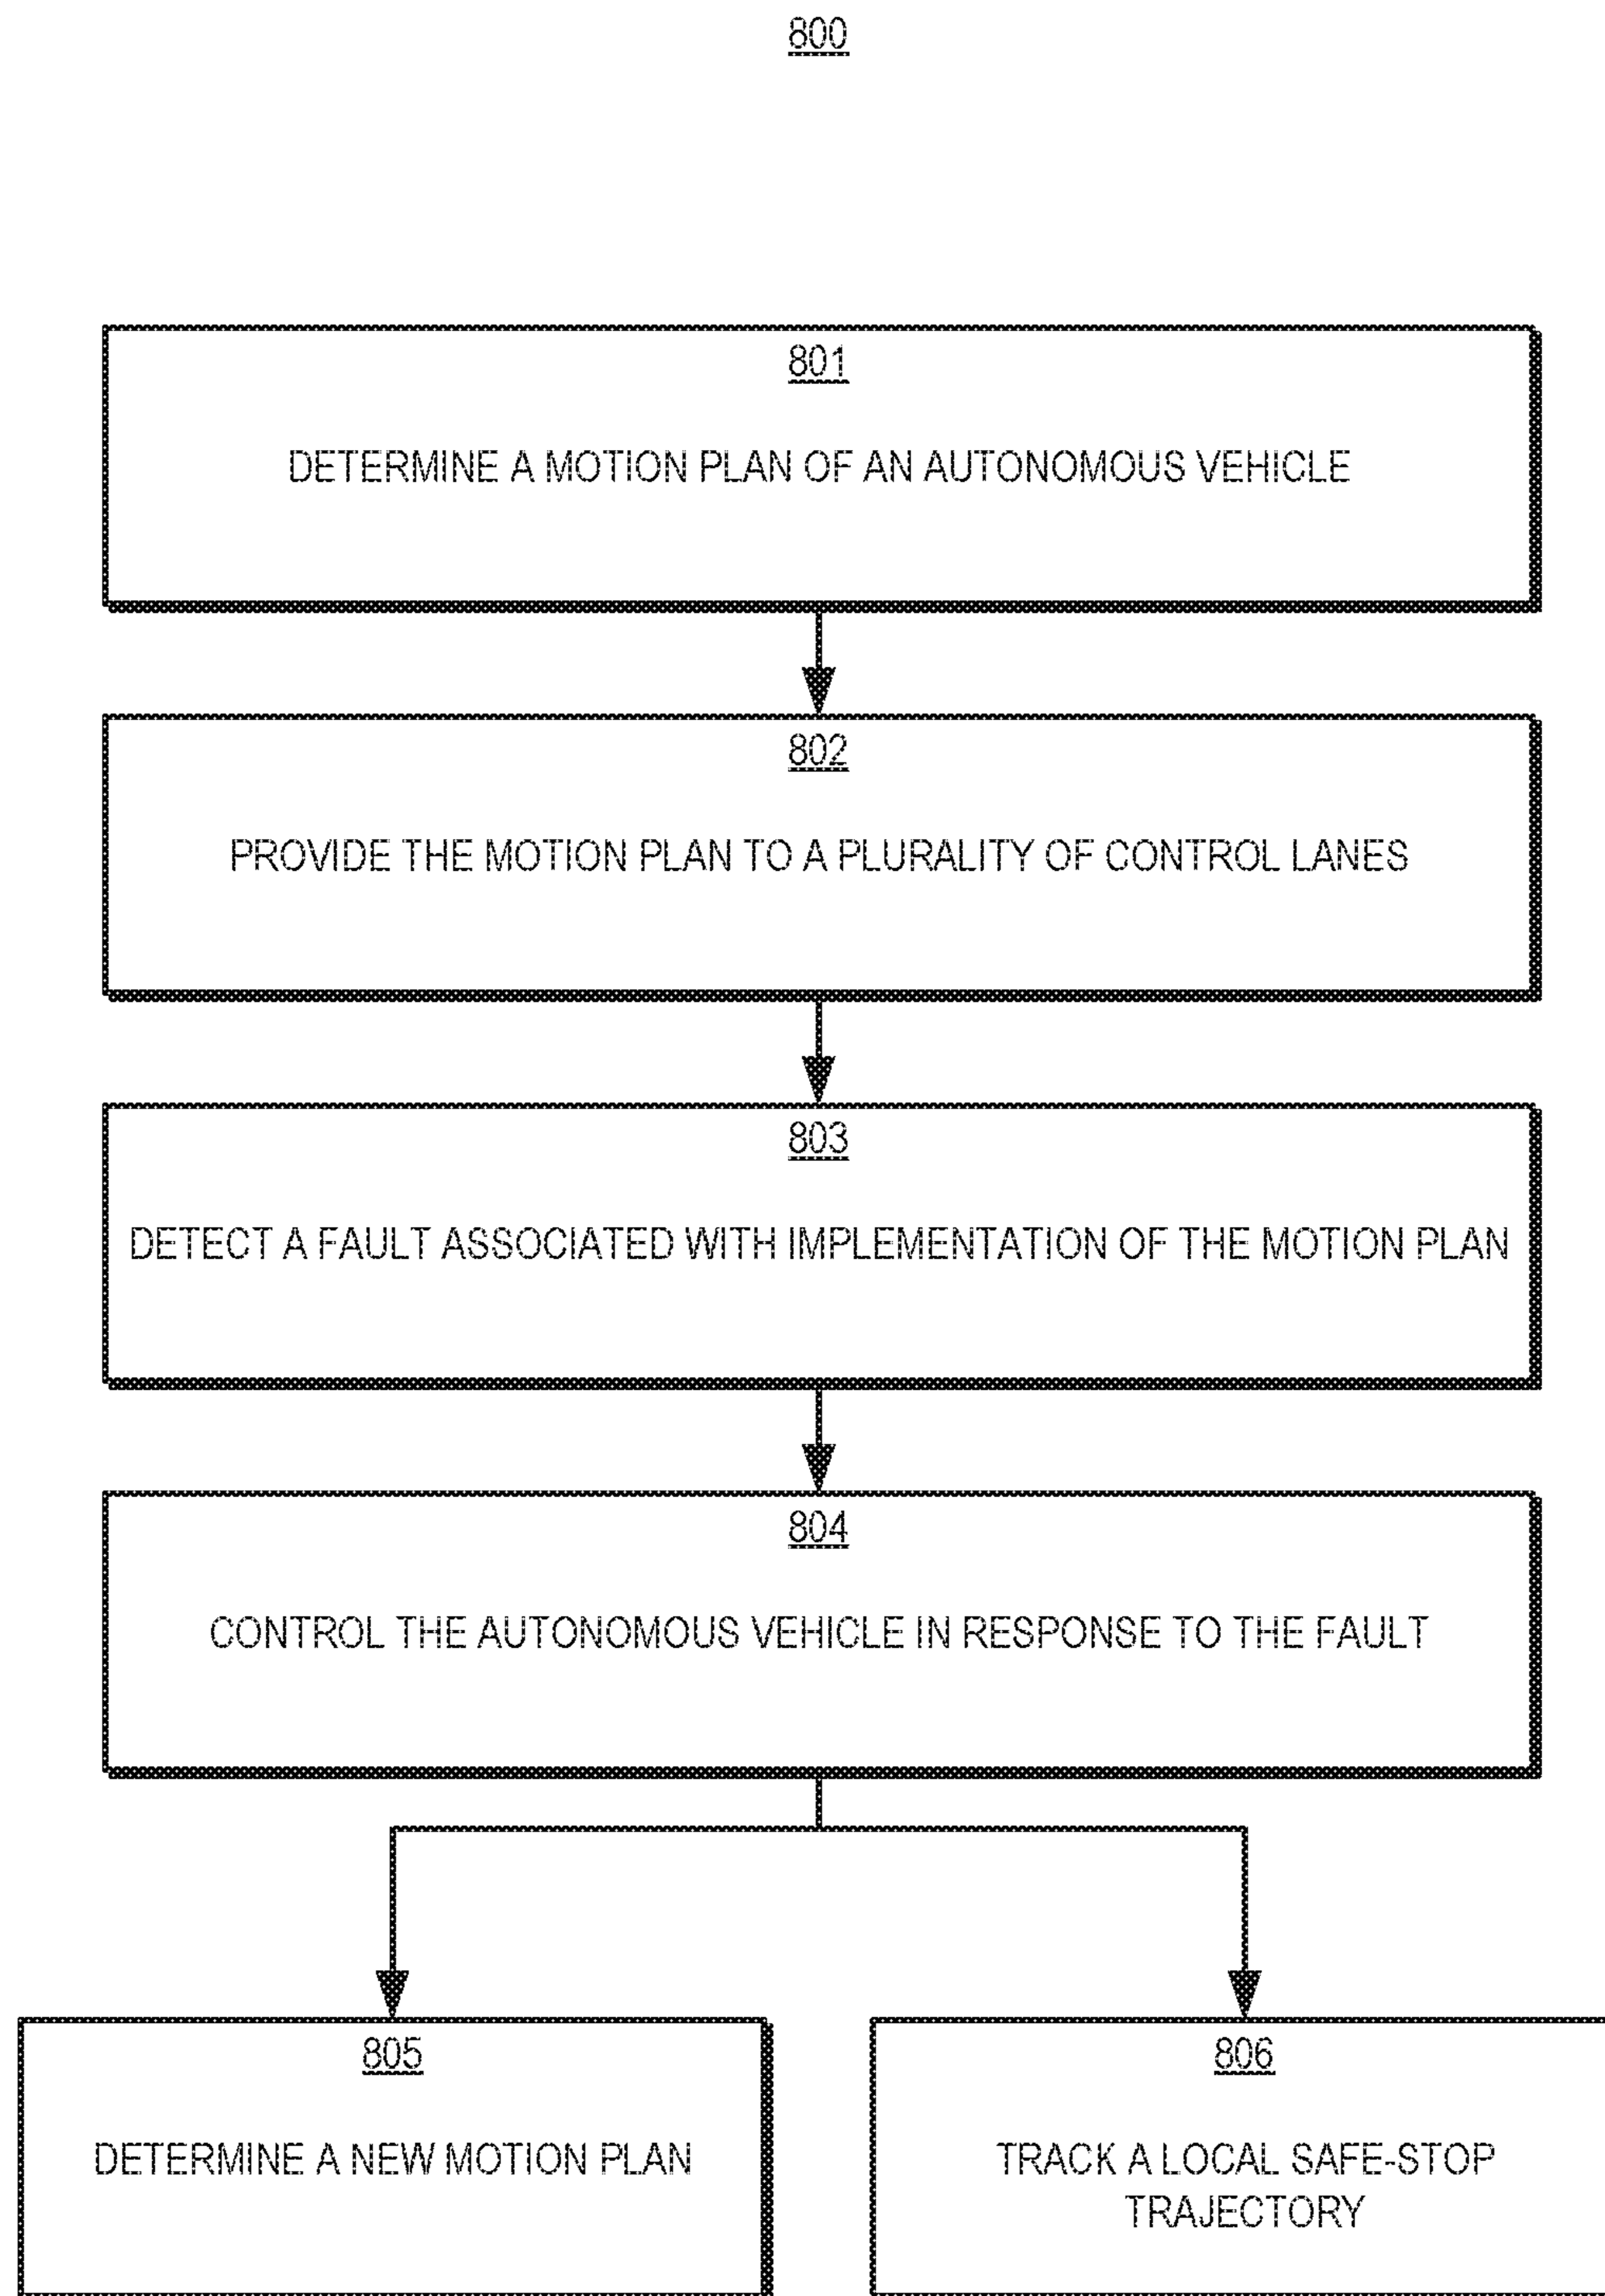 800
801
DETERMINE A MOTION PLAN OF AN AUTONOMOUS VEHICLE
802
PROVIDE THE MOTION PLAN TO A PLURALITY OF CONTROL LANES
803
DETECT A FAULT ASSOCIATED WITH IMPLEMENTATION OF THE MOTION PLAN
804
CONTROL THE AUTONOMOUS VEHICLE IN RESPONSE TO THE FAULT
805
DETERMINE A NEW MOTION PLAN
806
TRACK A LOCAL SAFE-STOP
TRAJECTORY